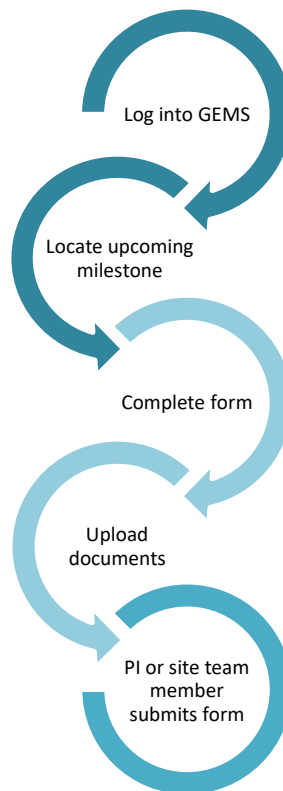 Log into GEMS
Locate upcoming
milestone
Complete form
Upload
documents
PI or site team
member
submits form